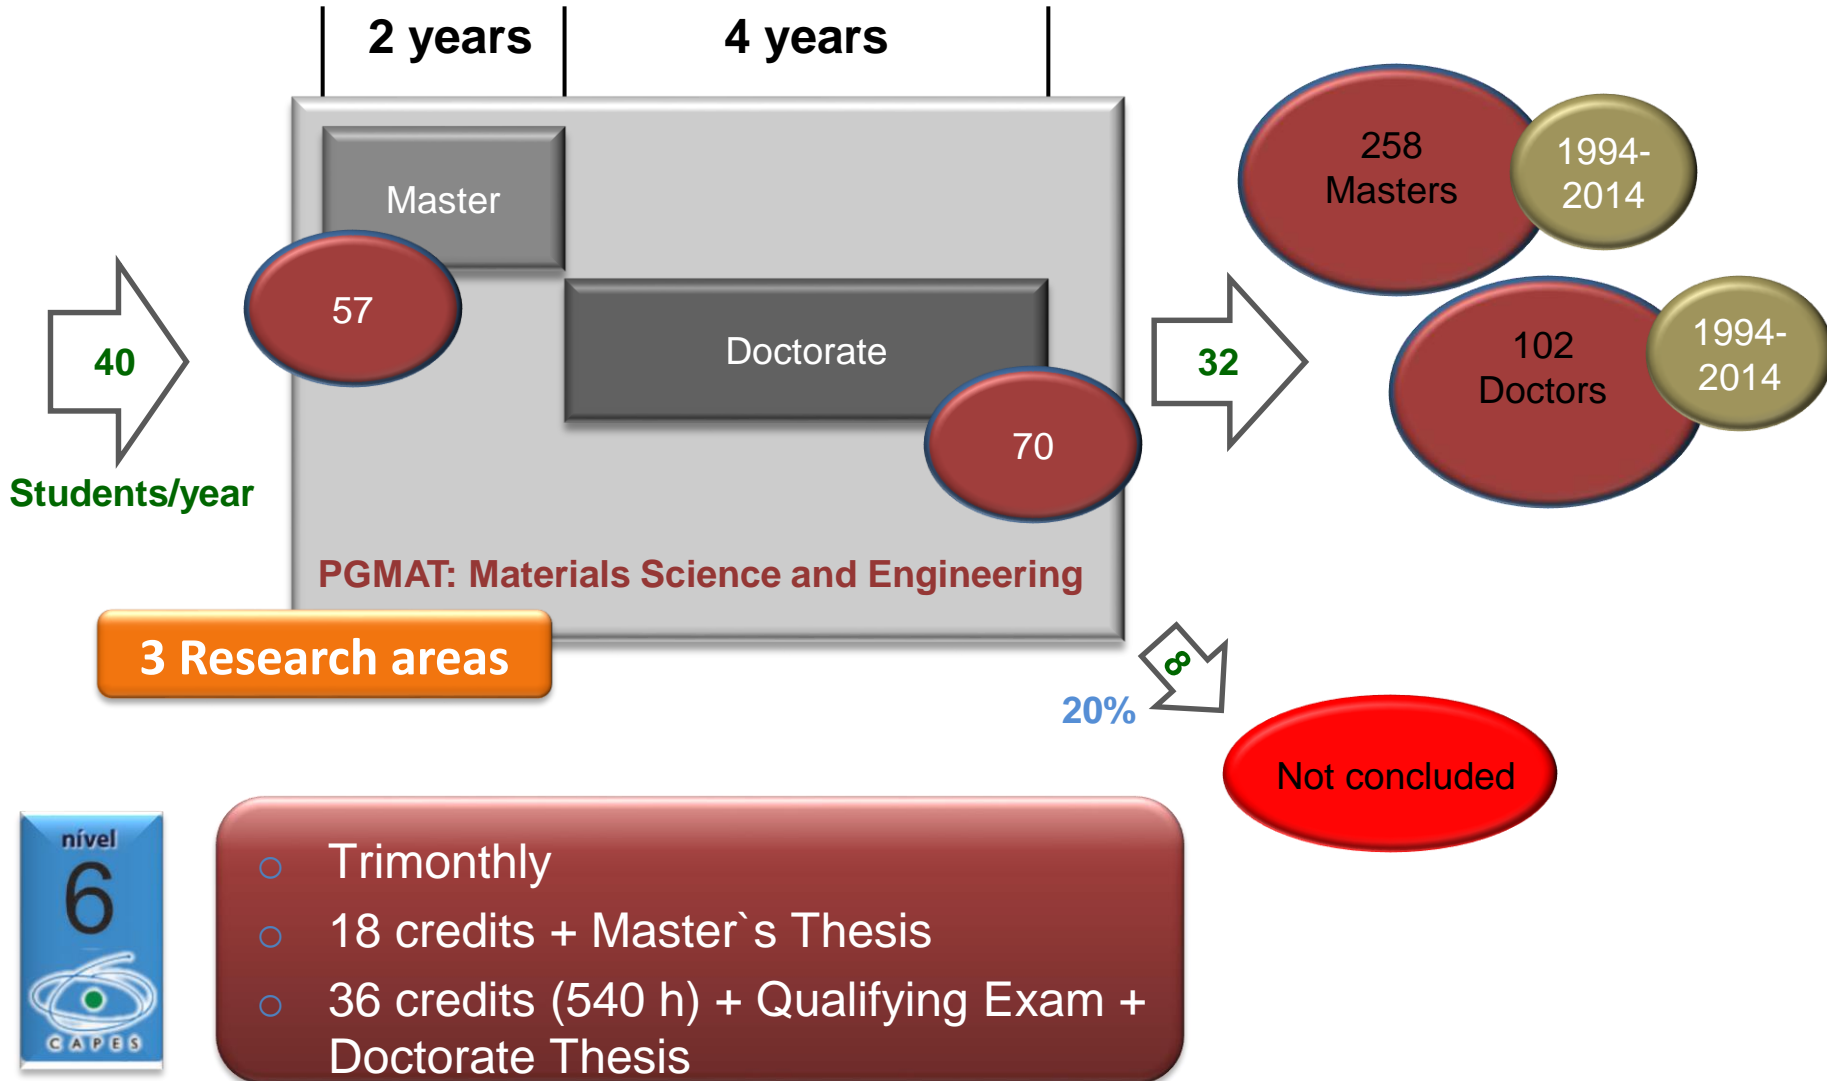 2 years
4 years
Master
57
Doctorate
70
40
Students/year
32
258
Masters
1994-
2014
102
Doctors
1994-
2014
PGMAT: Materials Science and Engineering
3 Research areas
8
20%
Not concluded
nível
6
CAPES
o Trimonthly
o 18 credits + Master`s Thesis
o 36 credits (540 h) + Qualifying Exam +
Doctorate Thesis